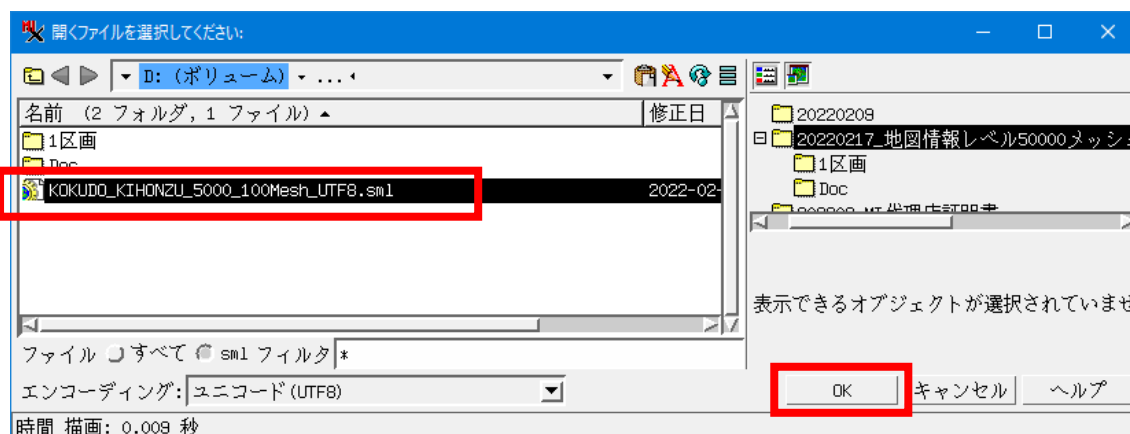 開くファイルを選択してください:
D: (ボリューム) ...
名前 (2 フォルダ, 1 ファイル)
修正日
1区画
Doc
KOKUDO_KIHONZU_5000_100Mesh_UTF8.sml
2022-02-
20220209
20220217_地図情報レベル50000メッシ
1区画
Doc
表示できるオブジェクトが選択されていませ
ファイル すべて sml フィルタ *
エンコーディング: ユニコード(UTF8)
OK
キャンセル
ヘルプ
時間 描画: 0.009 秒